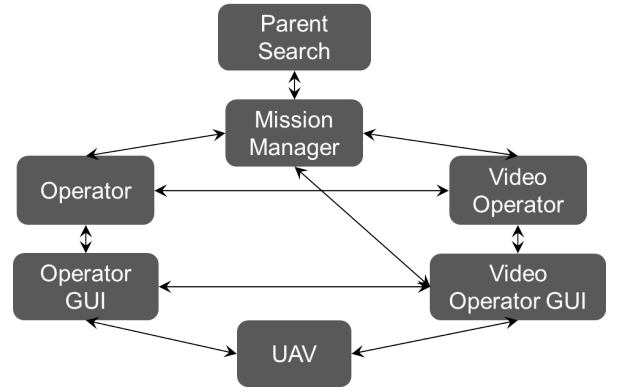 Parent
Search
Mission
Manager
Operator
Video
Operator
Operator
GUI
Video
Operator GUI
UAV